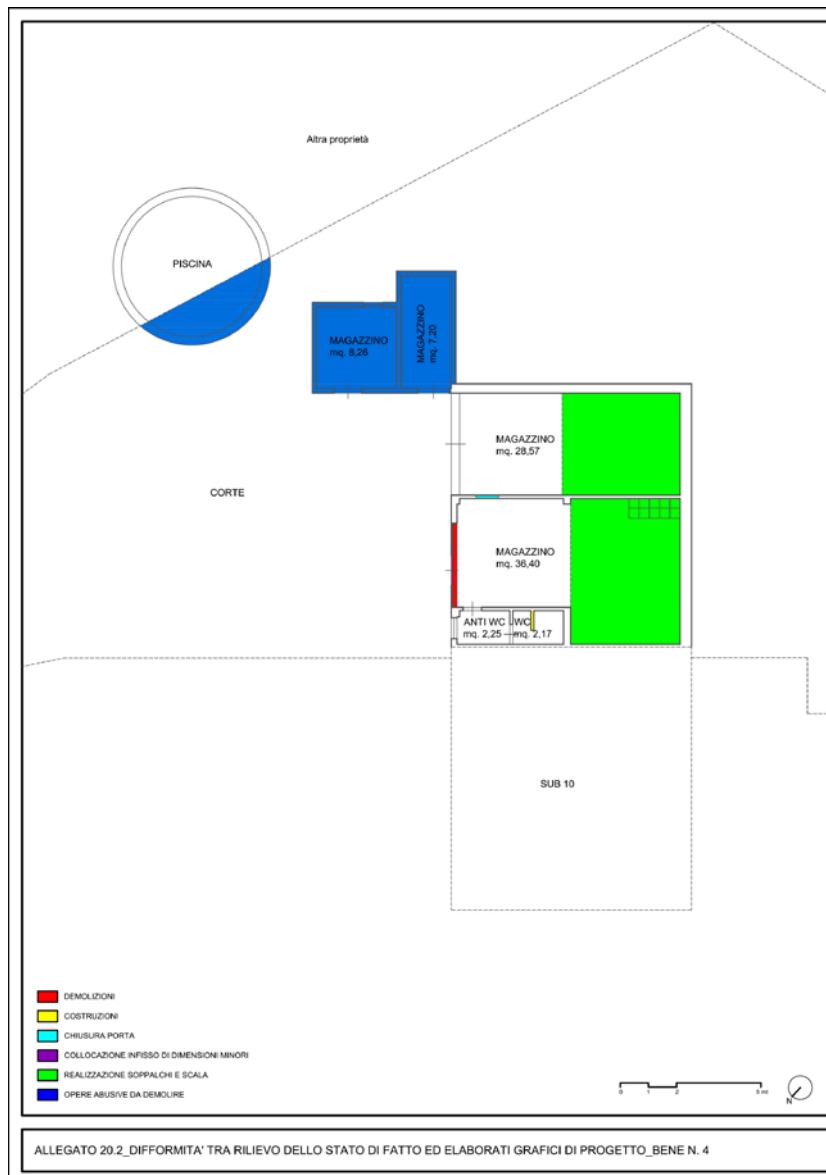 Altra proprietà
PISCINA
MAGAZZINO
mq. 8,26
MAGAZZINO
mq. 7,20
MAGAZZINO
mq. 28,57
CORTE
MAGAZZINO
mq. 36,40
ANTI WC
mq. 2,25
WC
mq. 2,17
SUB 10
DEMOLIZIONI
COSTRUZIONI
CHIUSURA PORTA
COLLOCAZIONE INFISSO DI DIMENSIONI MINORI
REALIZZAZIONE SOPPALCHI E SCALA
OPERE ABUSIVE DA DEMOLIRE
0 1 2 5 mt
N
ALLEGATO 20.2_DIFFORMITA' TRA RILIEVO DELLO STATO DI FATTO ED ELABORATI GRAFICI DI PROGETTO_BENE N. 4